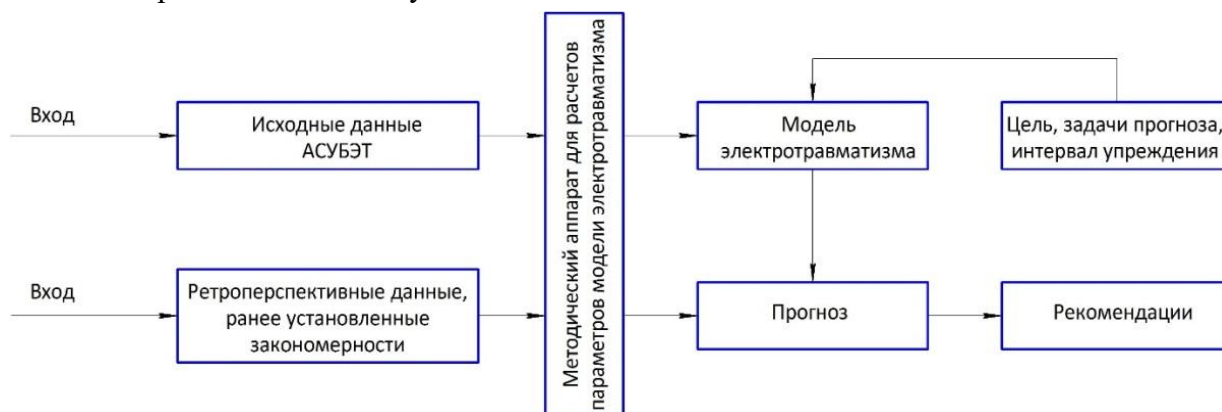 Вход
Исходные данные
АСУБЭТ
Вход
Ретроперспективные данные,
ранее установленные
закономерности
Методический аппарат для расчетов
параметров модели электротравматизма
Модель
электротравматизма
Цель, задачи прогноза,
интервал упреждения
Прогноз
Рекомендации